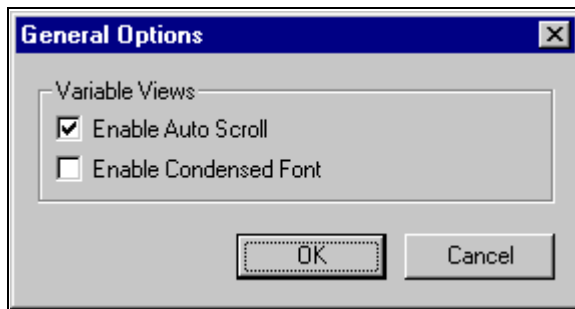 General Options
Variable Views
Enable Auto Scroll
Enable Condensed Font
OK Cancel